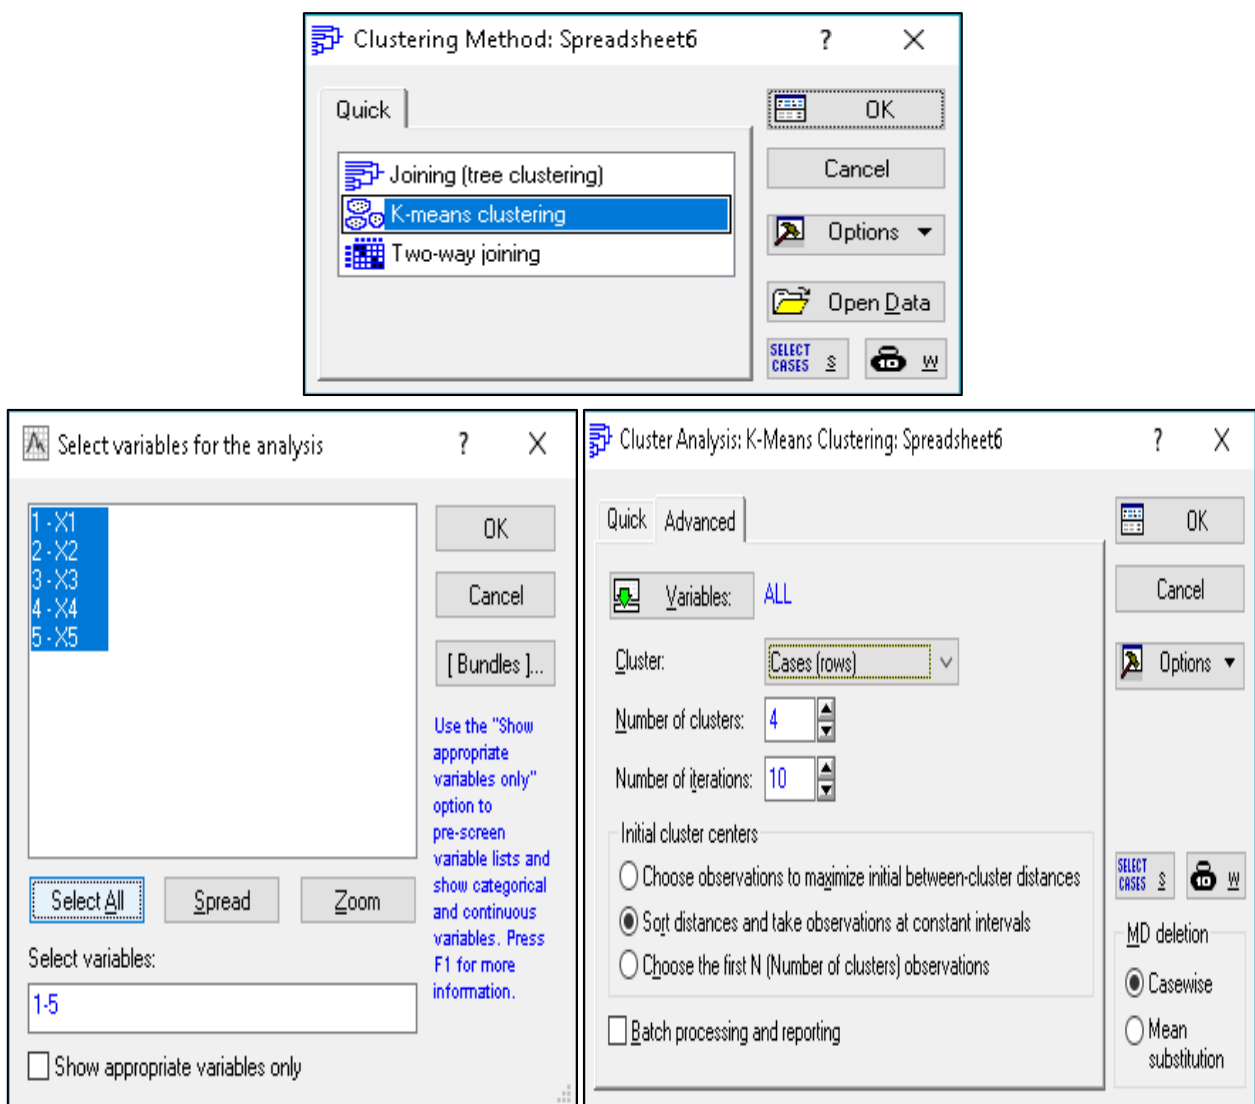 Clustering Method: Spreadsheet6 ? X
Quick
OK
Joining (tree clustering)
Cancel
K-means clustering
Options
Two-way joining
Open Data
SELECT CASES S W
Select variables for the analysis ? X
1 - X1
2 - X2
3 - X3
4 - X4
5 - X5
OK
Cancel
[ Bundles ]...
Use the "Show
appropriate
variables only"
option to
pre-screen
variable lists and
show categorical
and continuous
variables. Press
F1 for more
information.
Select All Spread Zoom
Select variables:
1-5
Show appropriate variables only
Cluster Analysis: K-Means Clustering: Spreadsheet6 ? X
Quick Advanced
OK
Variables: ALL
Cancel
Cluster: Cases (rows)
Options
Number of clusters: 4
Number of iterations: 10
Initial cluster centers
Choose observations to maximize initial between-cluster distances
Sort distances and take observations at constant intervals
Choose the first N (Number of clusters) observations
Batch processing and reporting
SELECT CASES S W
MD deletion
Casewise
Mean
substitution